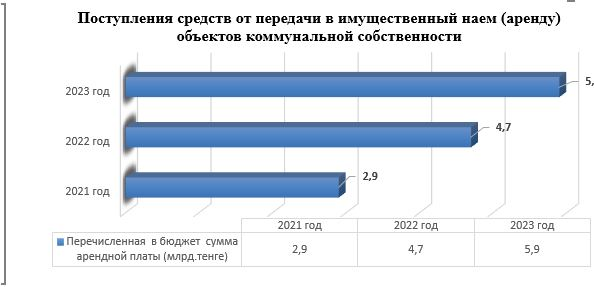 Поступления средств от передачи в имущественный наем (аренду)
объектов коммунальной собственности
2023 год
5,
2022 год
4,7
2021 год
2,9
2021 год 2022 год 2023 год
Перечисленная в бюджет сумма
арендной платы (млрд.тенге)
2,9 4,7 5,9